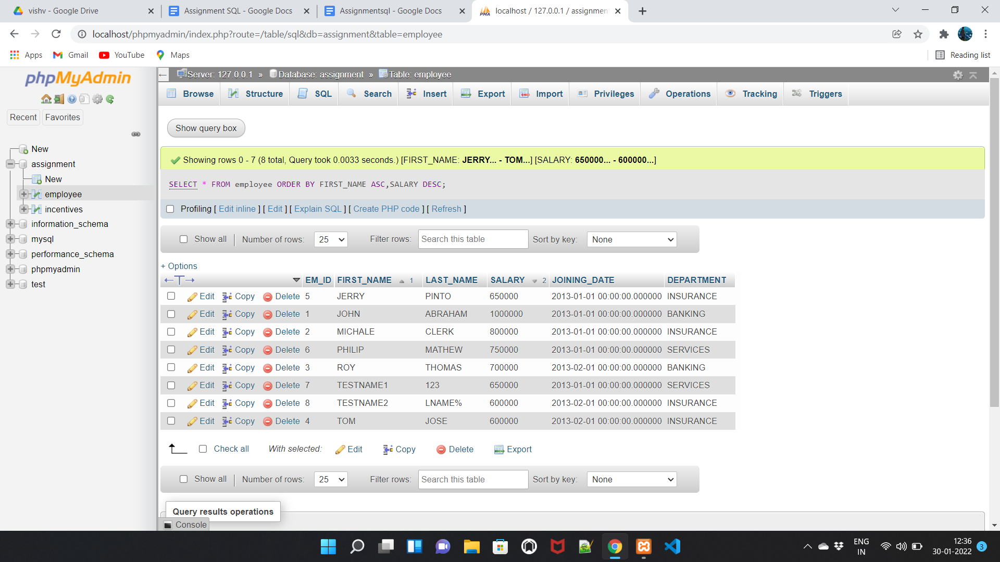 vishv - Google Drive
Assignment SQL - Google Docs
Assignmentsql - Google Docs
localhost / 127.0.0.1 / assignment
localhost/phpmyadmin/index.php?route=/table/sql&db=assignment&table=employee
Apps Gmail YouTube Maps Reading list
phpMyAdmin
Recent Favorites
New
assignment
New
employee
incentives
information_schema
mysql
performance_schema
phpmyadmin
test
Server: 127.0.0.1 » Database: assignment » Table: employee
Browse Structure SQL Search Insert Export Import Privileges Operations Tracking Triggers
Show query box
Showing rows 0 - 7 (8 total, Query took 0.0033 seconds.) [FIRST_NAME: JERRY... - TOM...] [SALARY: 650000... - 600000...]
SELECT * FROM employee ORDER BY FIRST_NAME ASC,SALARY DESC;
Profiling [ Edit inline ] [ Edit ] [ Explain SQL ] [ Create PHP code ] [ Refresh ]
Show all Number of rows: 25 Filter rows: Search this table Sort by key: None
+ Options
←T→ EM_ID FIRST_NAME 1 LAST_NAME SALARY 2 JOINING_DATE DEPARTMENT
Edit Copy Delete 5 JERRY PINTO 650000 2013-01-01 00:00:00.000000 INSURANCE
Edit Copy Delete 1 JOHN ABRAHAM 1000000 2013-01-01 00:00:00.000000 BANKING
Edit Copy Delete 2 MICHALE CLERK 800000 2013-01-01 00:00:00.000000 INSURANCE
Edit Copy Delete 6 PHILIP MATHEW 750000 2013-01-01 00:00:00.000000 SERVICES
Edit Copy Delete 3 ROY THOMAS 700000 2013-02-01 00:00:00.000000 BANKING
Edit Copy Delete 7 TESTNAME1 123 650000 2013-01-01 00:00:00.000000 SERVICES
Edit Copy Delete 8 TESTNAME2 LNAME% 600000 2013-02-01 00:00:00.000000 INSURANCE
Edit Copy Delete 4 TOM JOSE 600000 2013-02-01 00:00:00.000000 INSURANCE
Check all With selected: Edit Copy Delete Export
Show all Number of rows: 25 Filter rows: Search this table Sort by key: None
Query results operations
Console
ENG
IN
12:36
30-01-2022
3